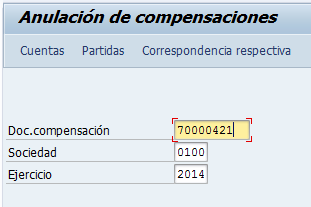 Anulación de compensaciones
Cuentas Partidas Correspondencia respectiva
Doc.compensación 70000421
Sociedad 0100
Ejercicio 2014